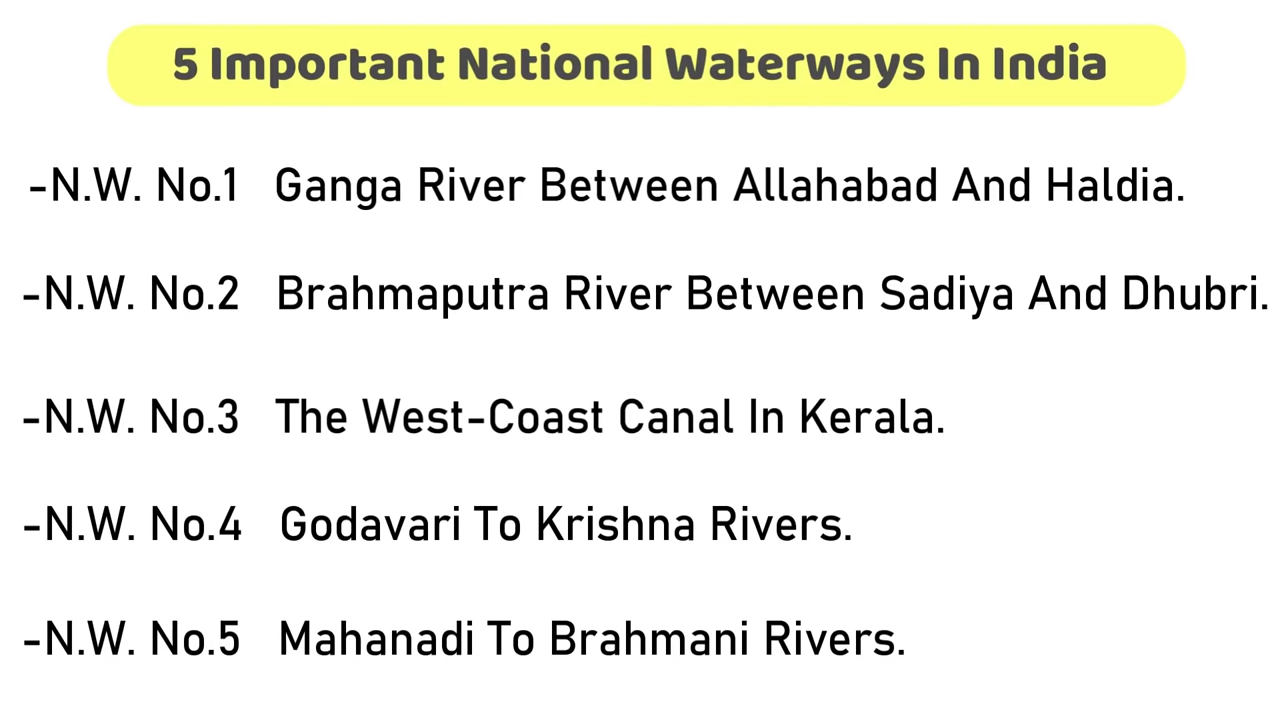 5 Important National Waterways In India
-N.W. No.1 Ganga River Between Allahabad And Haldia.
-N.W. No.2 Brahmaputra River Between Sadiya And Dhubri.
-N.W. No.3 The West-Coast Canal In Kerala.
-N.W. No.4 Godavari To Krishna Rivers.
-N.W. No.5 Mahanadi To Brahmani Rivers.